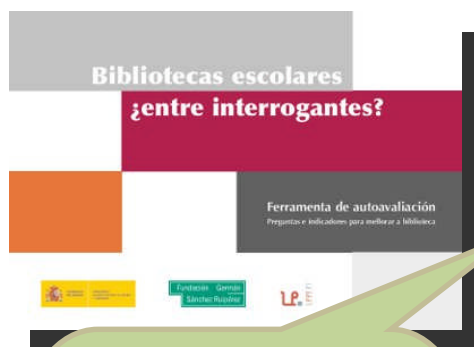 Bibliotecas escolares
¿entre interrogantes?
Ferramenta de autoavaliación
Preguntas e indicadores para mellorar a biblioteca
Fundación Germán
Sánchez Ruipérez